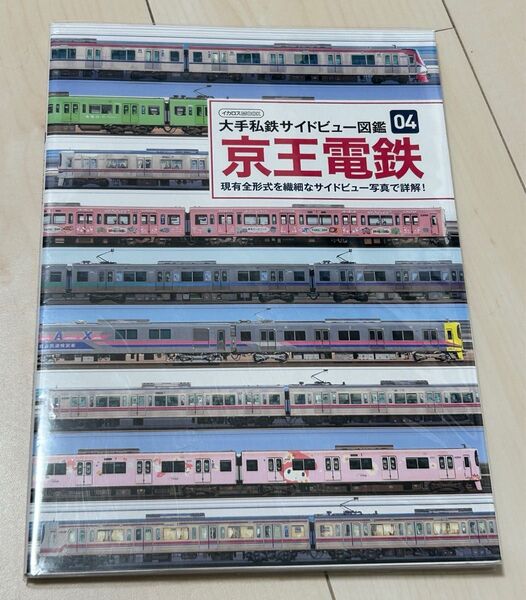 イカロスMOOK
大手私鉄サイドビュー図鑑 04
京王電鉄
現有全形式を繊細なサイドビュー写真で詳解!